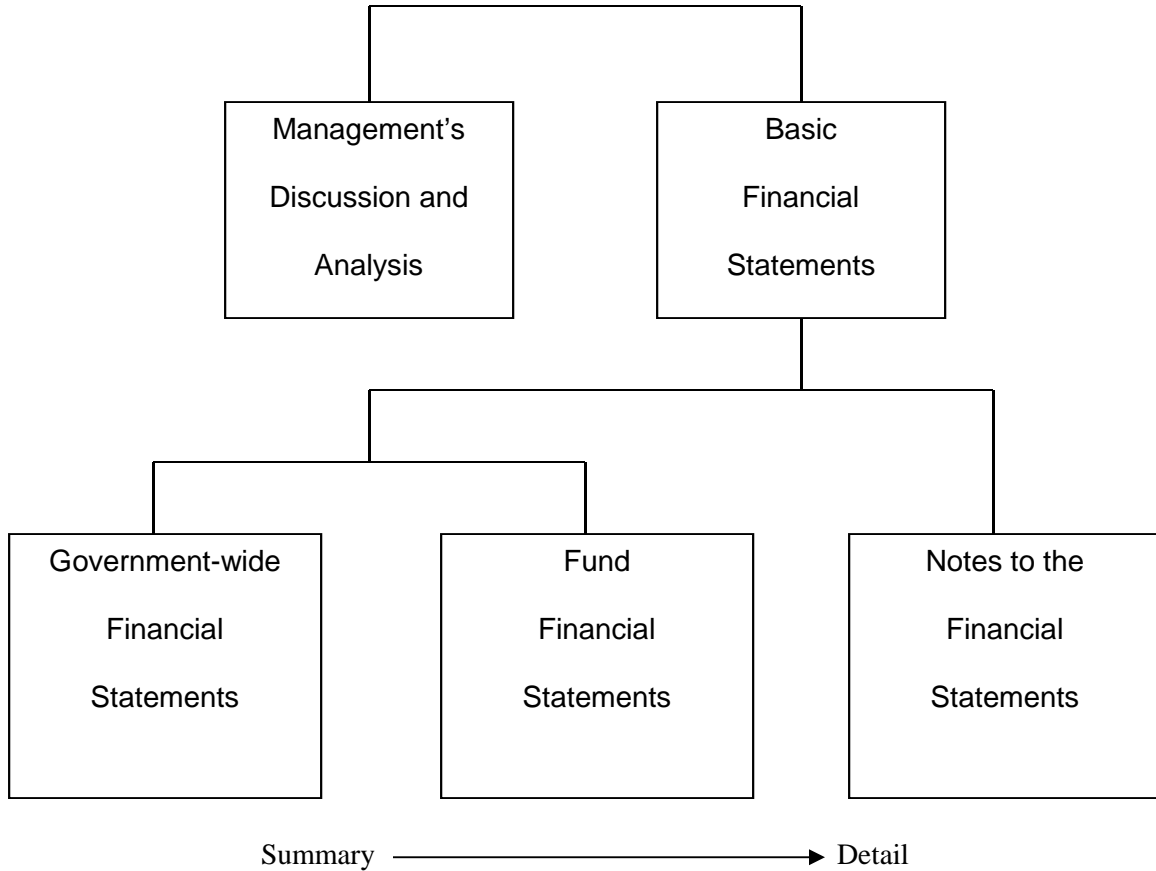 Management’s
Discussion and
Analysis
Basic
Financial
Statements
Government-wide
Financial
Statements
Fund
Financial
Statements
Notes to the
Financial
Statements
Summary
Detail